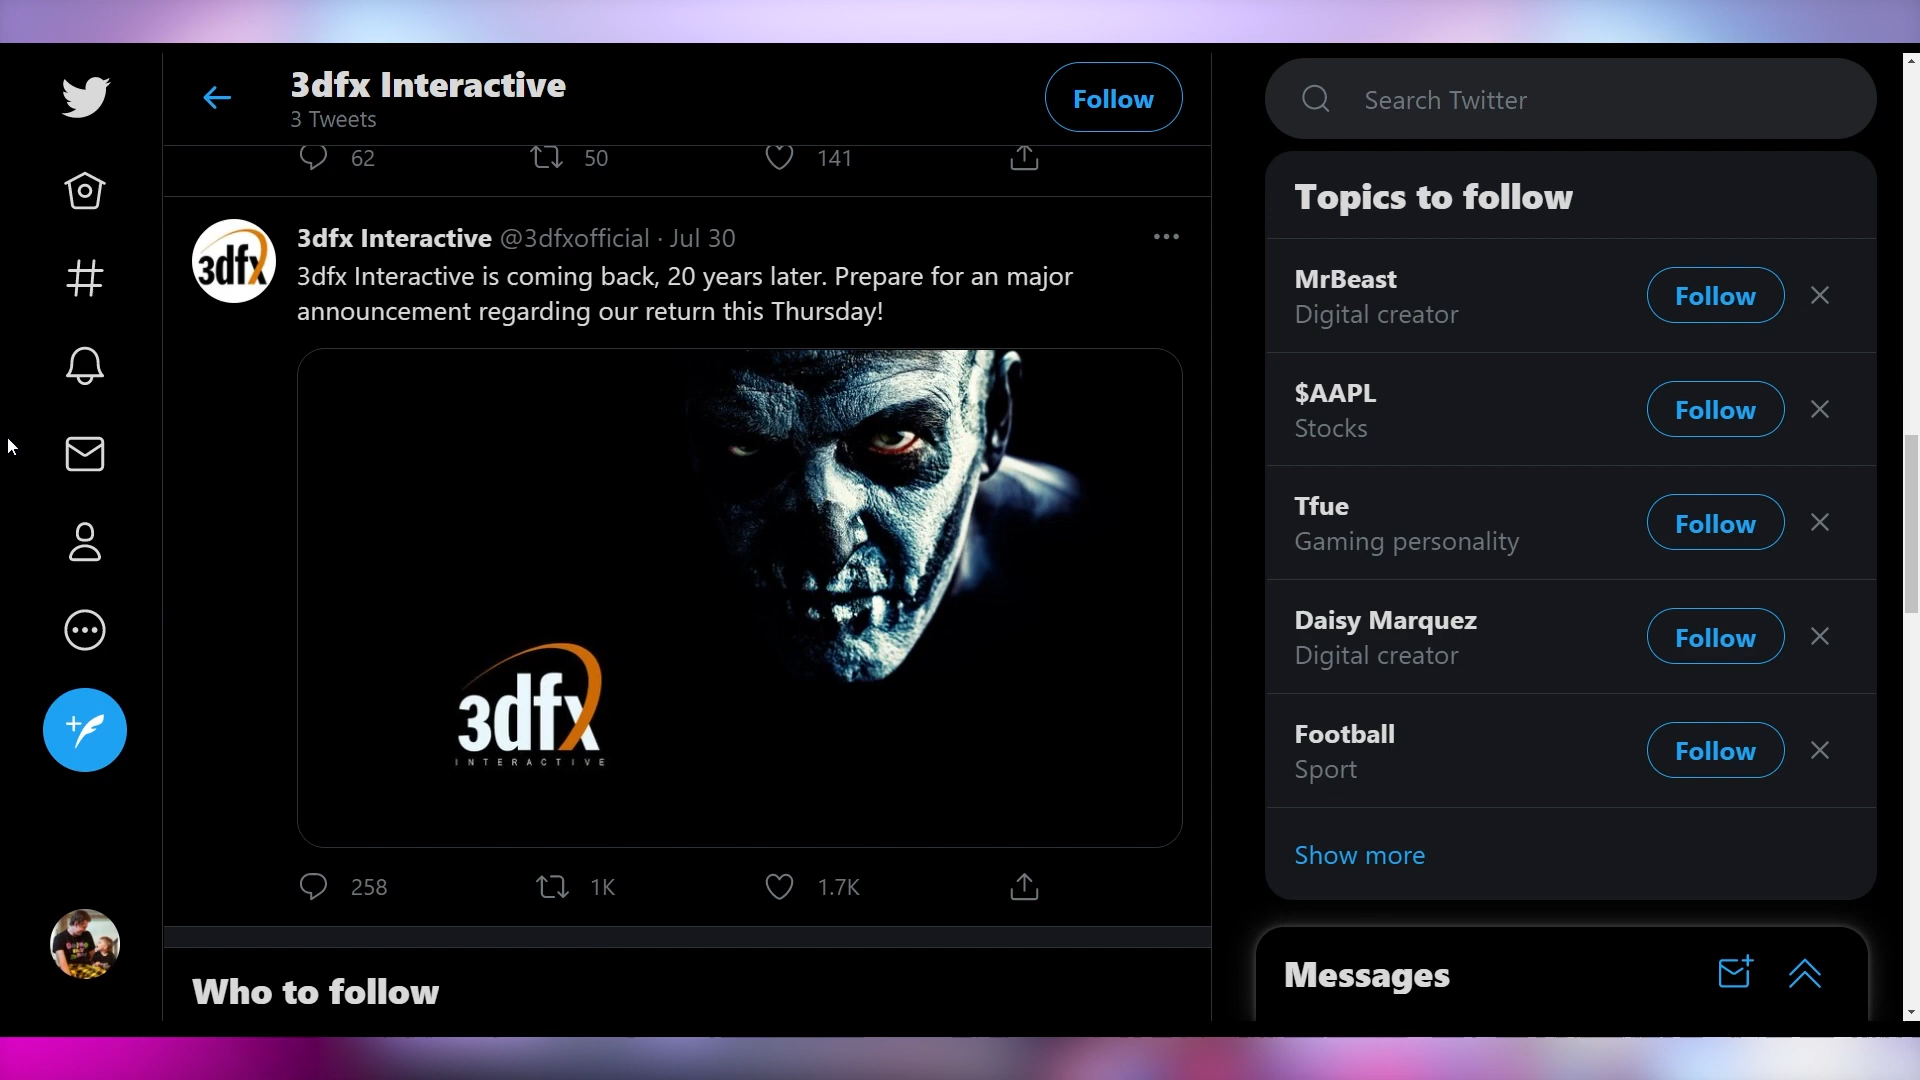 3dfx Interactive
3 Tweets
Follow
62
50
141
3dfx
3dfx Interactive @3dfxofficial · Jul 30
3dfx Interactive is coming back, 20 years later. Prepare for an major
announcement regarding our return this Thursday!
3dfx
INTERACTIVE
258
1K
1.7K
Who to follow
Search Twitter
Topics to follow
MrBeast
Digital creator
Follow
$AAPL
Stocks
Follow
Tfue
Gaming personality
Follow
Daisy Marquez
Digital creator
Follow
Football
Sport
Follow
Show more
Messages